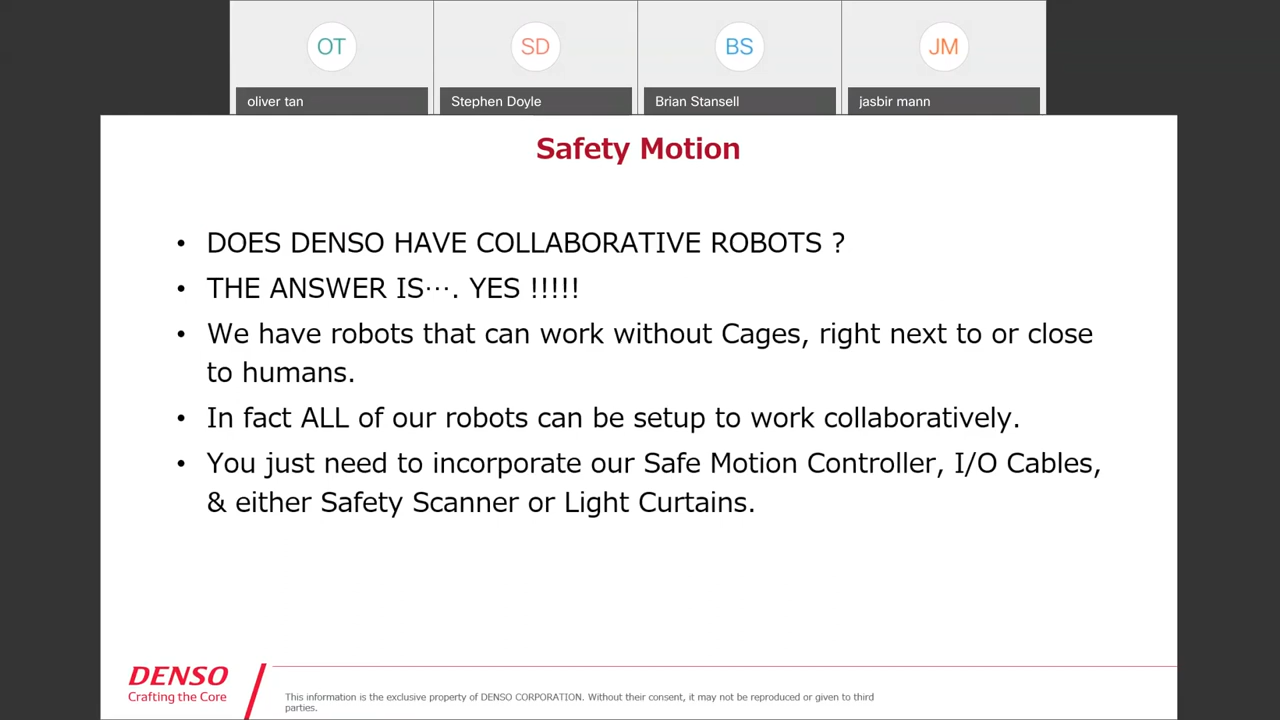 OT
SD
BS
JM
oliver tan
Stephen Doyle
Brian Stansell
jasbir mann
Safety Motion
• DOES DENSO HAVE COLLABORATIVE ROBOTS ?
• THE ANSWER IS…. YES !!!!!
• We have robots that can work without Cages, right next to or close
to humans.
• In fact ALL of our robots can be setup to work collaboratively.
• You just need to incorporate our Safe Motion Controller, I/O Cables,
& either Safety Scanner or Light Curtains.
DENSO
Crafting the Core
This information is the exclusive property of DENSO CORPORATION. Without their consent, it may not be reproduced or given to third
parties.